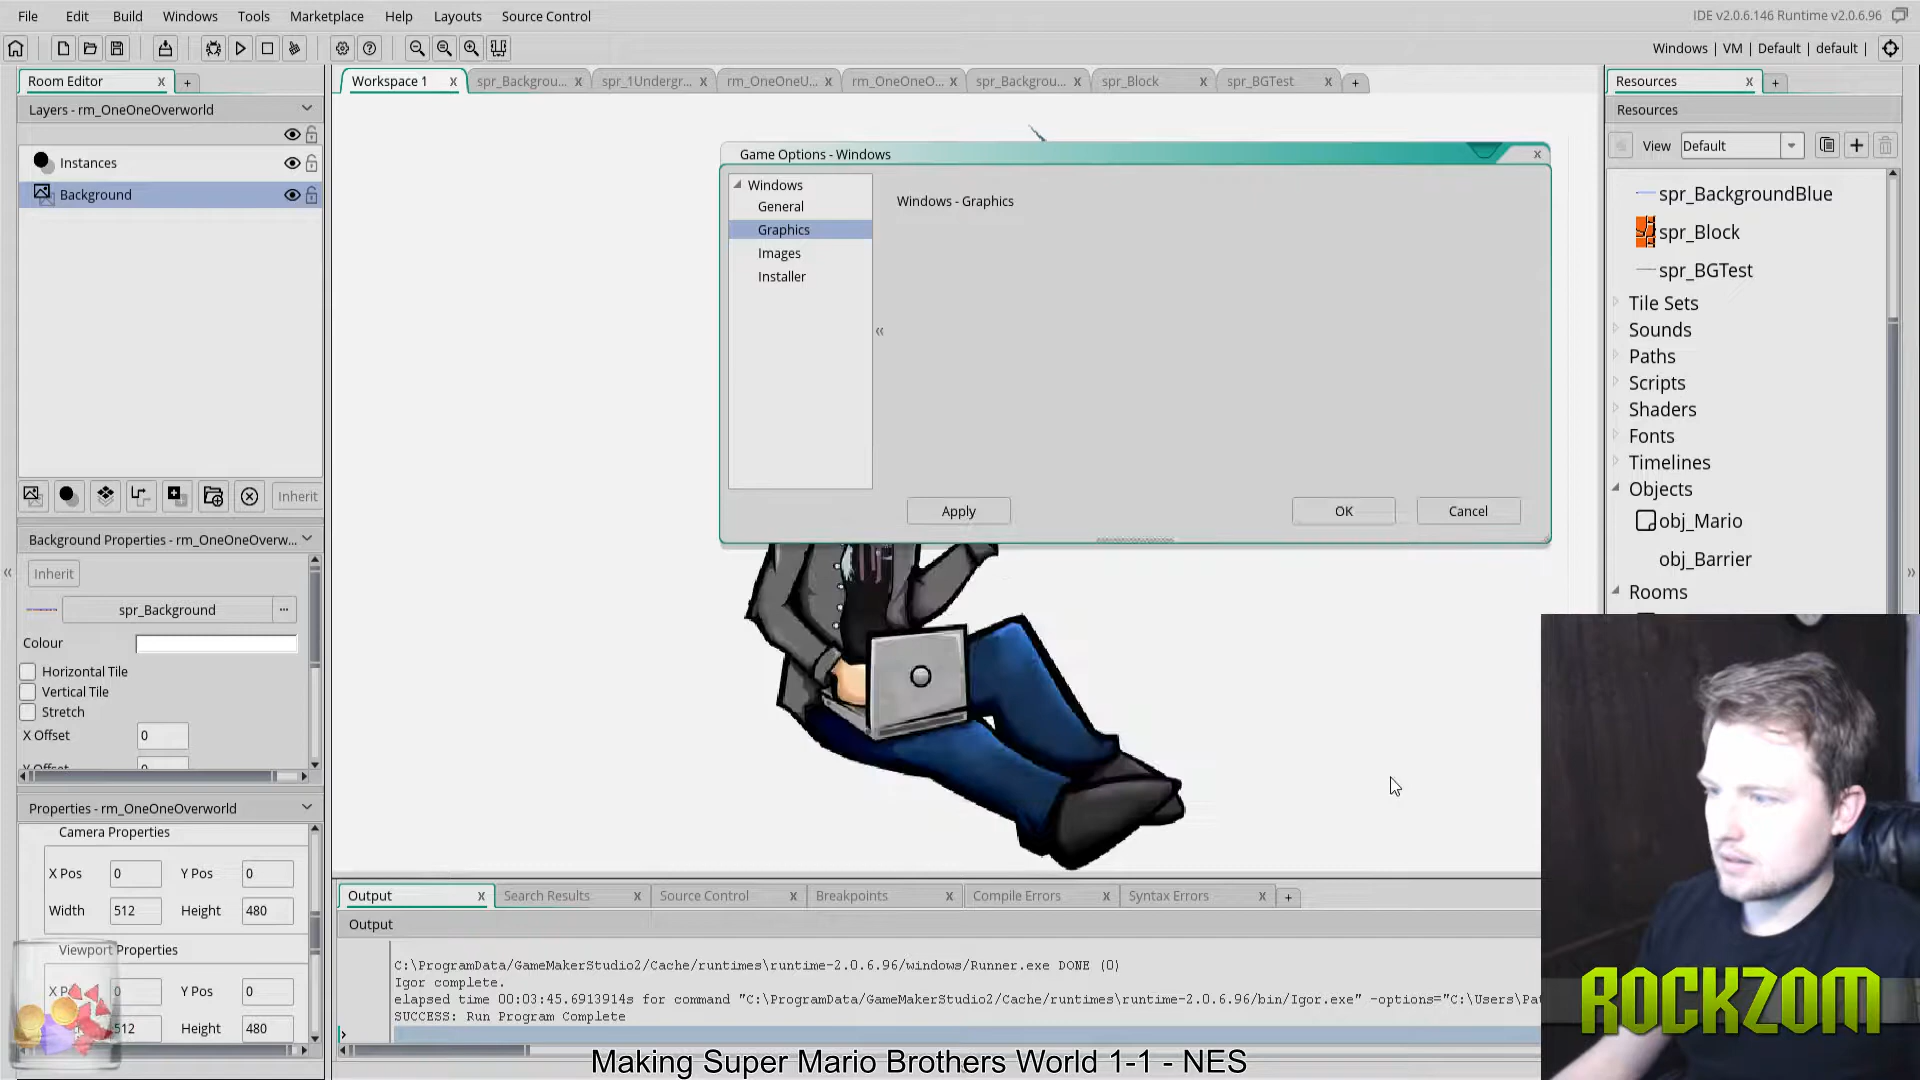 File Edit Build Windows Tools Marketplace Help Layouts Source Control
IDE v2.0.6.146 Runtime v2.0.6.96
Windows | VM | Default | default |
Room Editor x +
Layers - rm_OneOneOverworld
Instances
Background
Inherit
Background Properties - rm_OneOneOverw...
Inherit
spr_Background ...
Colour
Horizontal Tile
Vertical Tile
Stretch
X Offset 0
Y Offset 0
Properties - rm_OneOneOverworld
Camera Properties
X Pos 0 Y Pos 0
Width 512 Height 480
Viewport Properties
0 Y Pos 0
512 Height 480
Workspace 1 x spr_Backgrou... x spr_1Undergr... x rm_OneOneU... x rm_OneOneO... x spr_Backgrou... x spr_Block x spr_BGTest x +
Game Options - Windows x
Windows
General
Graphics
Images
Installer
Windows - Graphics
Apply OK Cancel
Output x Search Results x Source Control x Breakpoints x Compile Errors x Syntax Errors x +
Output
C:\ProgramData/GameMakerStudio2/Cache/runtimes\runtime-2.0.6.96/windows/Runner.exe DONE (0)
Igor complete.
elapsed time 00:03:45.6913914s for command "C:\ProgramData/GameMakerStudio2/Cache/runtimes\runtime-2.0.6.96/bin/Igor.exe" -options="C:\Users\Pa
SUCCESS: Run Program Complete
Resources x +
Resources
View Default
spr_BackgroundBlue
spr_Block
spr_BGTest
Tile Sets
Sounds
Paths
Scripts
Shaders
Fonts
Timelines
Objects
obj_Mario
obj_Barrier
Rooms
ROCKZOM
Making Super Mario Brothers World 1-1 - NES